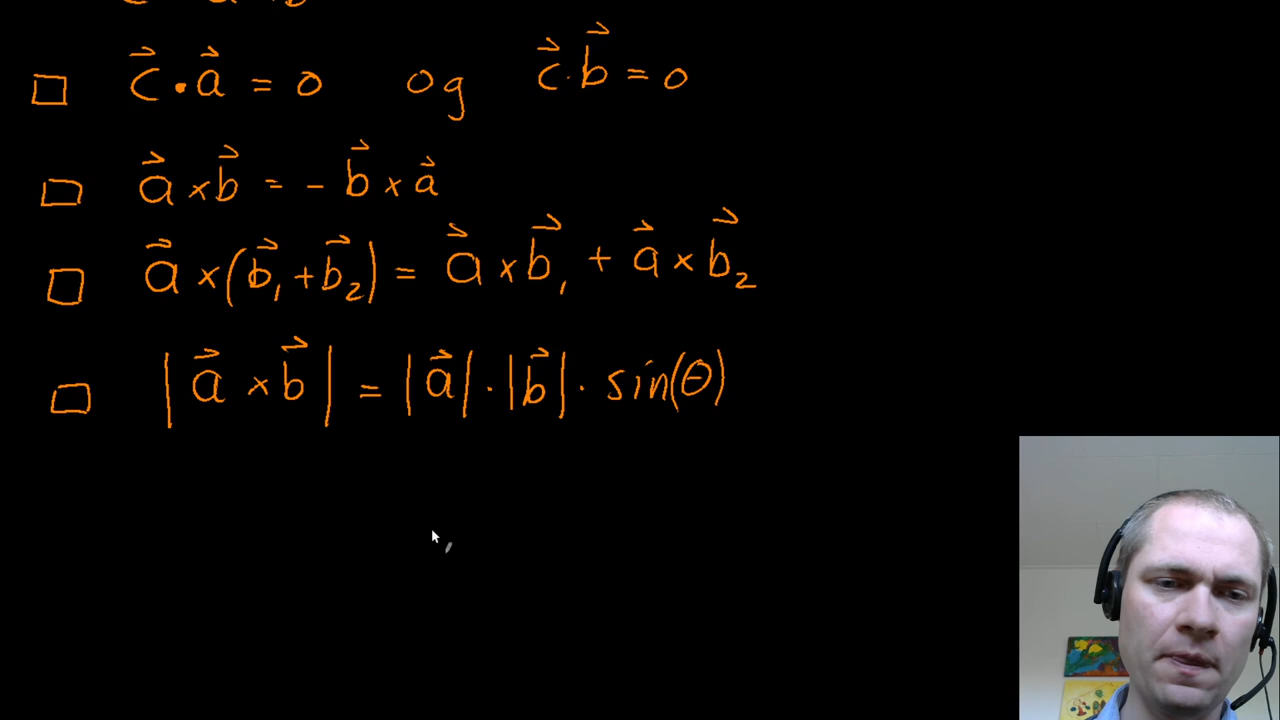 □ c⃗ · a⃗ = 0 og c⃗ · b⃗ = 0
□ a⃗ × b⃗ = - b⃗ × a⃗
□ a⃗ × (b⃗₁ + b⃗₂) = a⃗ × b⃗₁ + a⃗ × b⃗₂
□ |a⃗ × b⃗| = |a⃗| · |b⃗| · sin(θ)